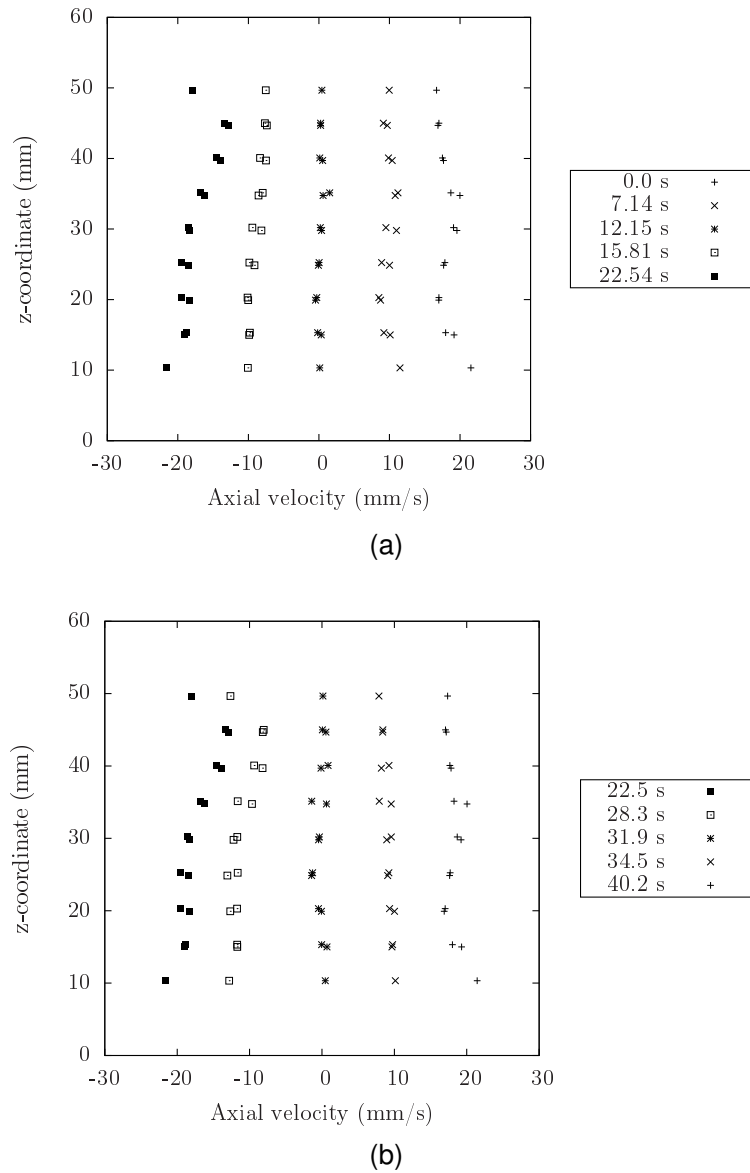 60
50
40
30
20
10
0
-30 -20 -10 0 10 20 30
z-coordinate (mm)
Axial velocity (mm/s)
0.0 s
7.14 s
12.15 s
15.81 s
22.54 s
(a)
60
50
40
30
20
10
0
-30 -20 -10 0 10 20 30
z-coordinate (mm)
Axial velocity (mm/s)
22.5 s
28.3 s
31.9 s
34.5 s
40.2 s
(b)